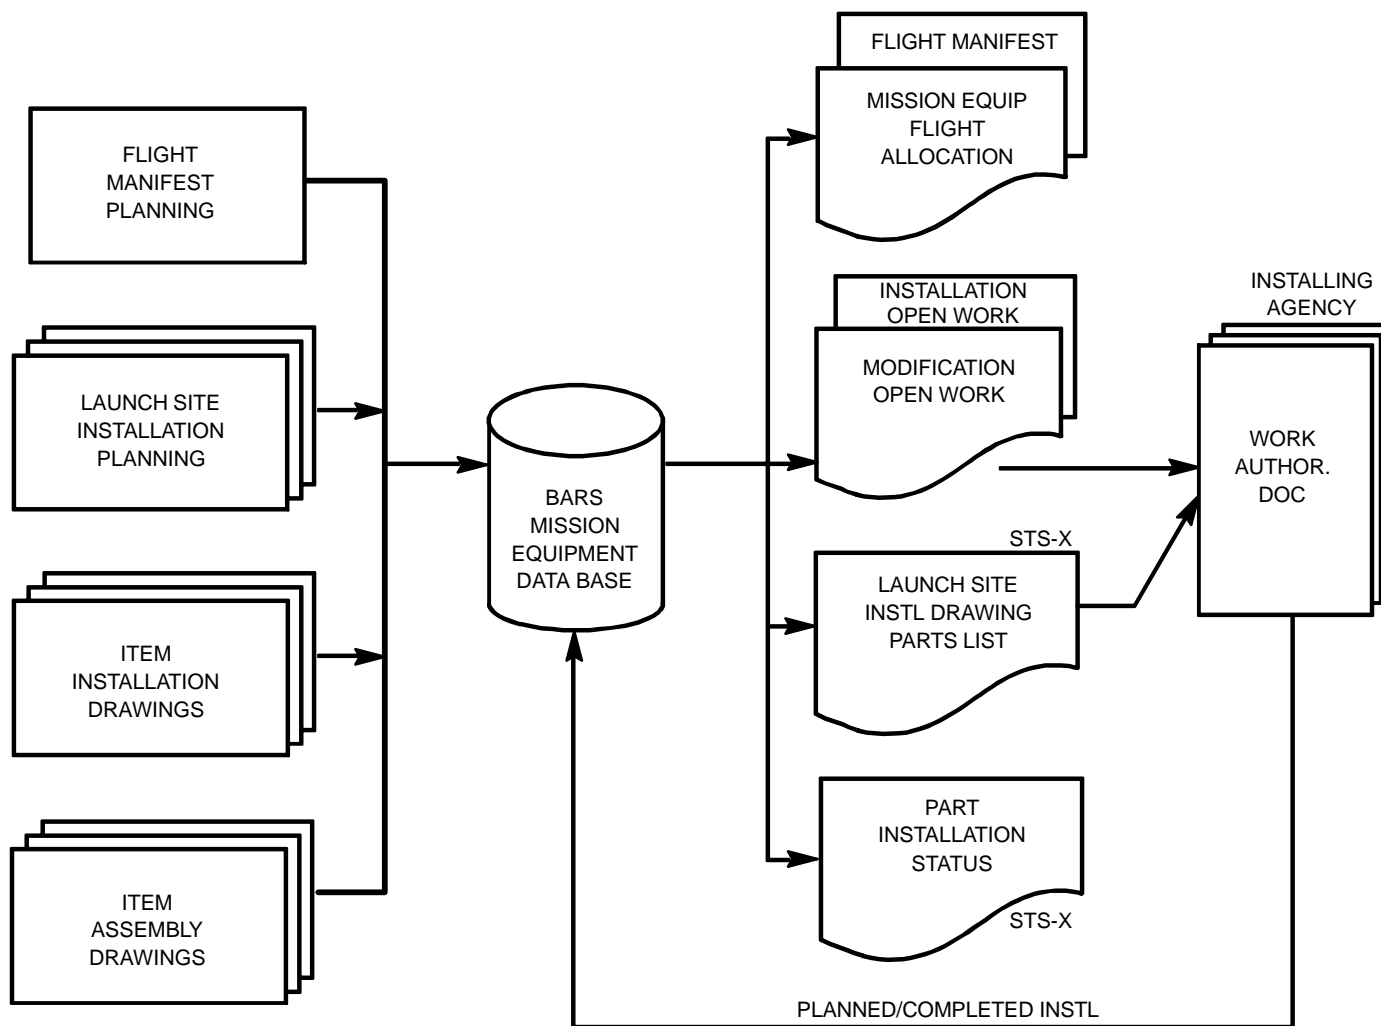 FLIGHT
MANIFEST
PLANNING
LAUNCH SITE
INSTALLATION
PLANNING
ITEM
INSTALLATION
DRAWINGS
ITEM
ASSEMBLY
DRAWINGS
BARS
MISSION
EQUIPMENT
DATA BASE
FLIGHT MANIFEST
MISSION EQUIP
FLIGHT
ALLOCATION
INSTALLATION
OPEN WORK
MODIFICATION
OPEN WORK
STS-X
LAUNCH SITE
INSTL DRAWING
PARTS LIST
PART
INSTALLATION
STATUS
STS-X
INSTALLING
AGENCY
WORK
AUTHOR.
DOC
PLANNED/COMPLETED INSTL